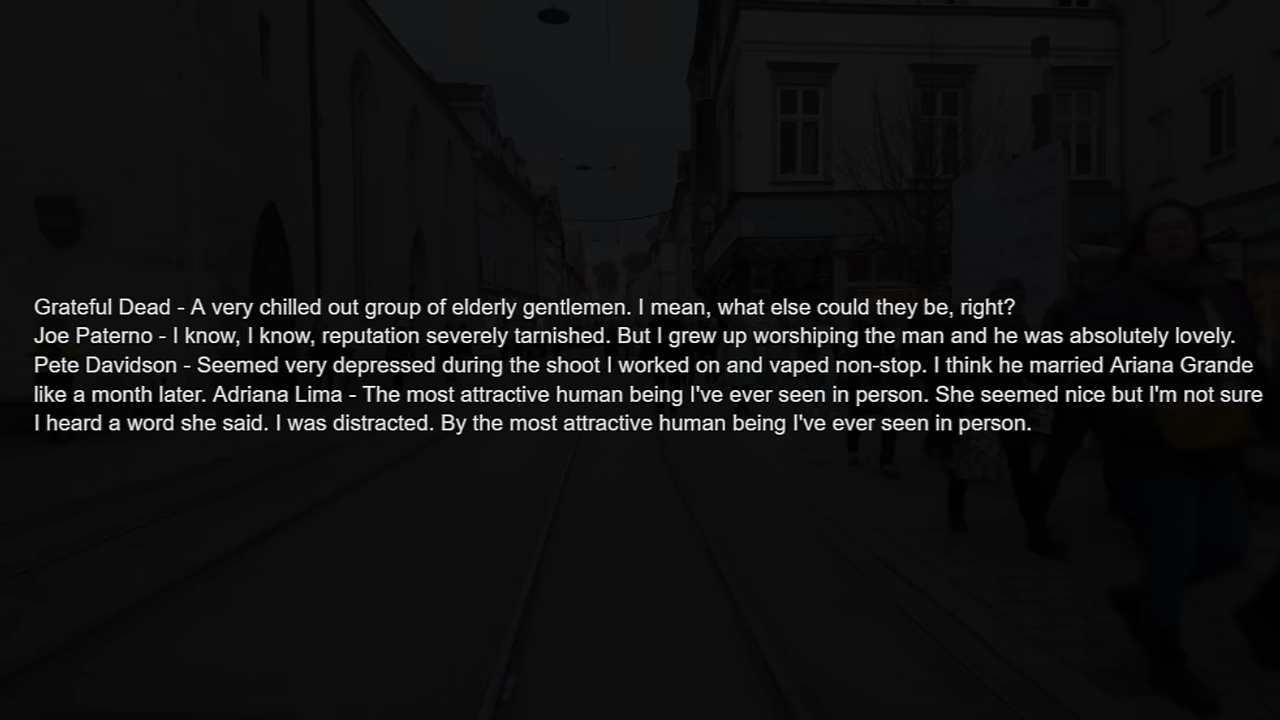 Grateful Dead - A very chilled out group of elderly gentlemen. I mean, what else could they be, right?
Joe Paterno - I know, I know, reputation severely tarnished. But I grew up worshiping the man and he was absolutely lovely.
Pete Davidson - Seemed very depressed during the shoot I worked on and vaped non-stop. I think he married Ariana Grande
like a month later. Adriana Lima - The most attractive human being I've ever seen in person. She seemed nice but I'm not sure
I heard a word she said. I was distracted. By the most attractive human being I've ever seen in person.